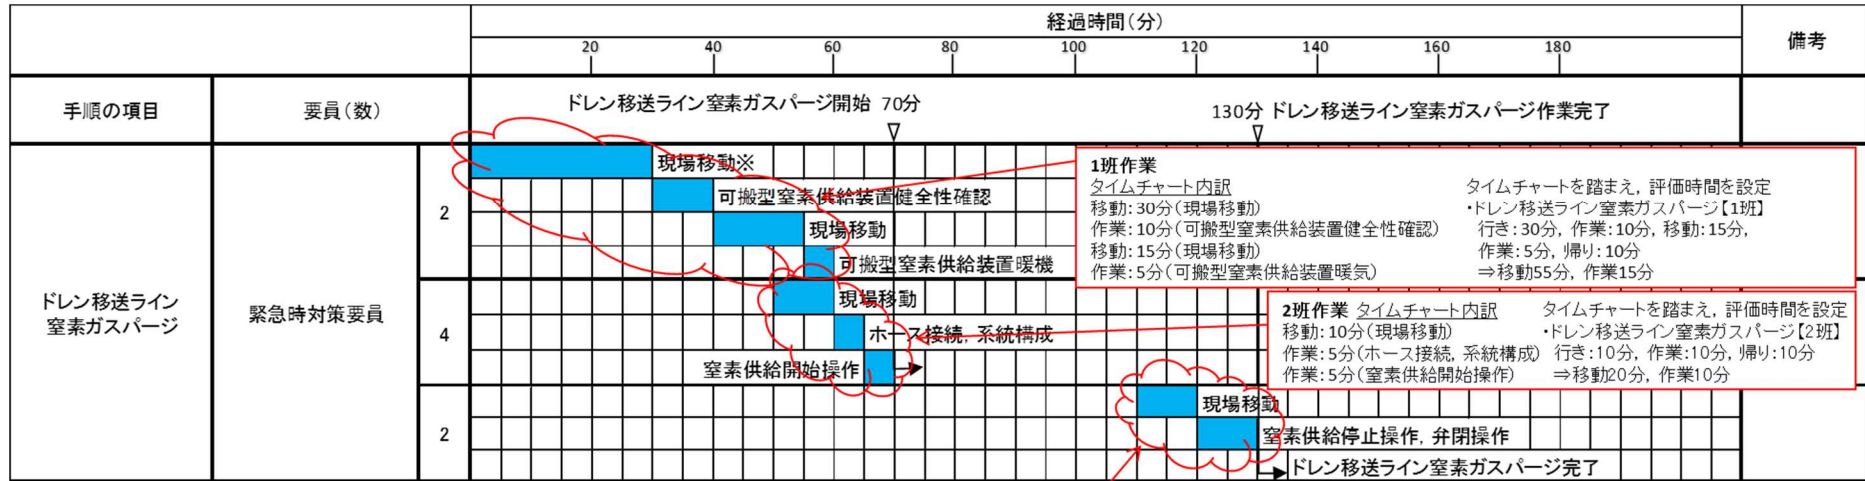 経過時間(分)
備考
20 40 60 80 100 120 140 160 180
手順の項目
要員(数)
ドレン移送ライン窒素ガスパージ開始 70分
130分 ドレン移送ライン窒素ガスパージ作業完了
ドレン移送ライン
窒素ガスパージ
緊急時対策要員
2
現場移動※
可搬型窒素供給装置健全性確認
現場移動
可搬型窒素供給装置暖機
4
現場移動
ホース接続, 系統構成
窒素供給開始操作
2
現場移動
窒素供給停止操作, 弁閉操作
ドレン移送ライン窒素ガスパージ完了
1班作業
タイムチャート内訳
移動:30分(現場移動)
作業:10分(可搬型窒素供給装置健全性確認)
移動:15分(現場移動)
作業:5分(可搬型窒素供給装置暖気)
タイムチャートを踏まえ, 評価時間を設定
・ドレン移送ライン窒素ガスパージ【1班】
行き:30分, 作業:10分, 移動:15分,
作業:5分, 帰り:10分
⇒移動55分, 作業15分
2班作業 タイムチャート内訳
移動:10分(現場移動)
作業:5分(ホース接続, 系統構成)
作業:5分(窒素供給開始操作)
タイムチャートを踏まえ, 評価時間を設定
・ドレン移送ライン窒素ガスパージ【2班】
行き:10分, 作業:10分, 帰り:10分
⇒移動20分, 作業10分